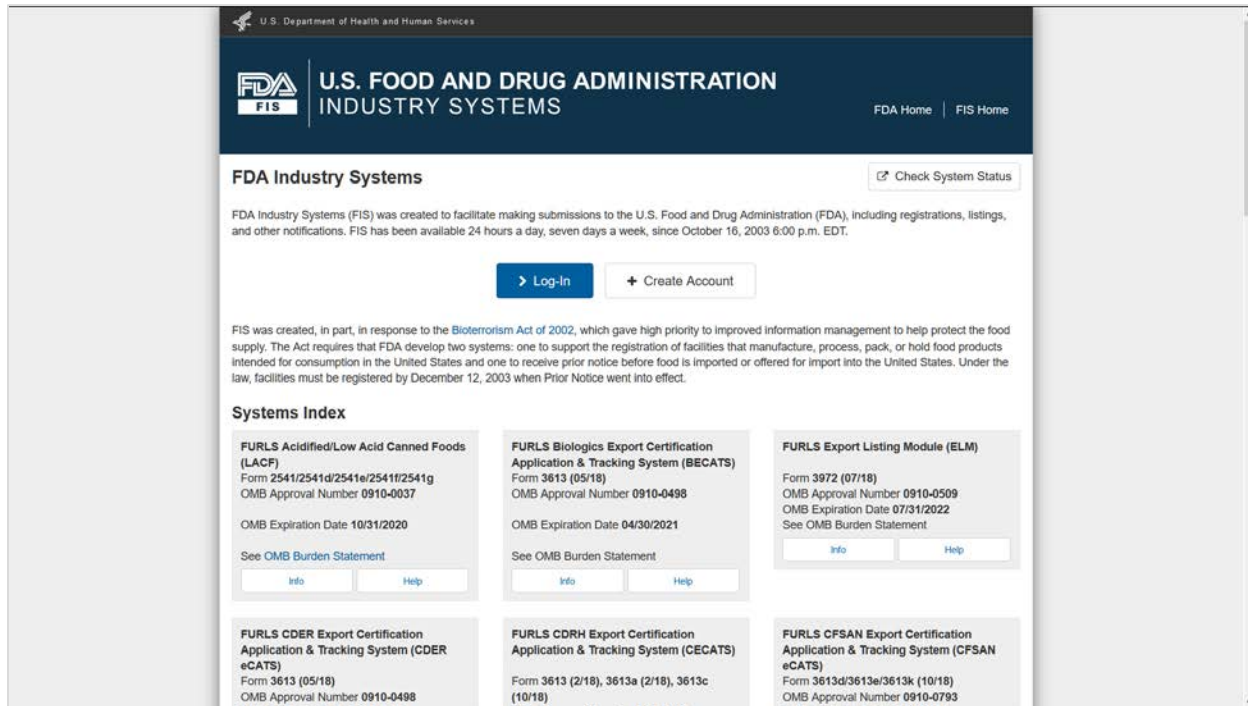 U.S. Department of Health and Human Services
FDA
FIS
U.S. FOOD AND DRUG ADMINISTRATION
INDUSTRY SYSTEMS
FDA Home | FIS Home
FDA Industry Systems
Check System Status
FDA Industry Systems (FIS) was created to facilitate making submissions to the U.S. Food and Drug Administration (FDA), including registrations, listings,
and other notifications. FIS has been available 24 hours a day, seven days a week, since October 16, 2003 6:00 p.m. EDT.
Log-In
Create Account
FIS was created, in part, in response to the Bioterrorism Act of 2002, which gave high priority to improved information management to help protect the food
supply. The Act requires that FDA develop two systems: one to support the registration of facilities that manufacture, process, pack, or hold food products
intended for consumption in the United States and one to receive prior notice before food is imported or offered for import into the United States. Under the
law, facilities must be registered by December 12, 2003 when Prior Notice went into effect.
Systems Index
FURLS Acidified/Low Acid Canned Foods
(LACF)
Form 2541/2541d/2541e/2541f/2541g
OMB Approval Number 0910-0037
OMB Expiration Date 10/31/2020
See OMB Burden Statement
Info
Help
FURLS Biologics Export Certification
Application & Tracking System (BECATS)
Form 3613 (05/18)
OMB Approval Number 0910-0498
OMB Expiration Date 04/30/2021
See OMB Burden Statement
Info
Help
FURLS Export Listing Module (ELM)
Form 3972 (07/18)
OMB Approval Number 0910-0509
OMB Expiration Date 07/31/2022
See OMB Burden Statement
Info
Help
FURLS CDER Export Certification
Application & Tracking System (CDER
eCATS)
Form 3613 (05/18)
OMB Approval Number 0910-0498
FURLS CDRH Export Certification
Application & Tracking System (CECATS)
Form 3613 (2/18), 3613a (2/18), 3613c
(10/18)
FURLS CFSAN Export Certification
Application & Tracking System (CFSAN
eCATS)
Form 3613d/3613e/3613k (10/18)
OMB Approval Number 0910-0793